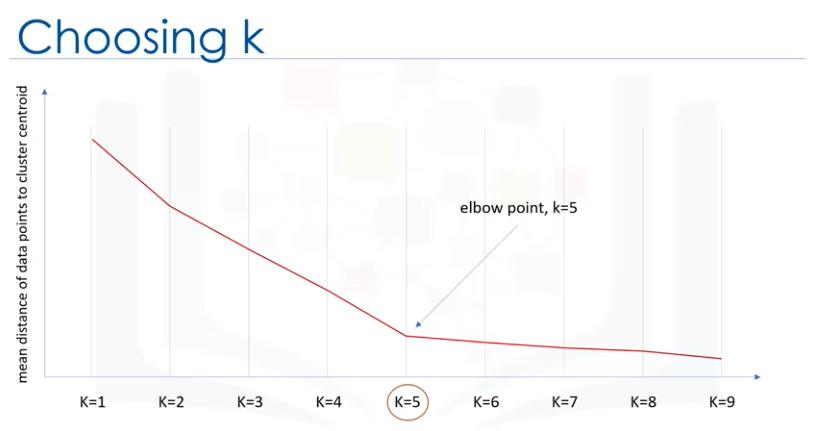 Choosing k
mean distance of data points to cluster centroid
elbow point, k=5
K=1
K=2
K=3
K=4
K=5
K=6
K=7
K=8
K=9